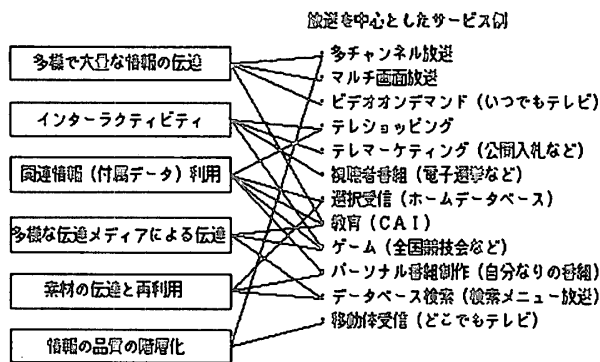 放送を中心としたサービス例
多様で大量な情報の伝達
インターラクティビティ
関連情報（付属データ）利用
多様な伝達メディアによる伝達
素材の伝達と再利用
情報の品質の階層化
・多チャンネル放送
・マルチ画面放送
・ビデオオンデマンド（いつでもテレビ）
・テレショッピング
・テレマーケティング（公開入札など）
・視聴者番組（電子選挙など）
・選択受信（ホームデータベース）
・教育（CAI）
・ゲーム（全国競技会など）
・パーソナル番組制作（自分なりの番組）
・データベース検索（検索メニュー放送）
・移動体受信（どこでもテレビ）